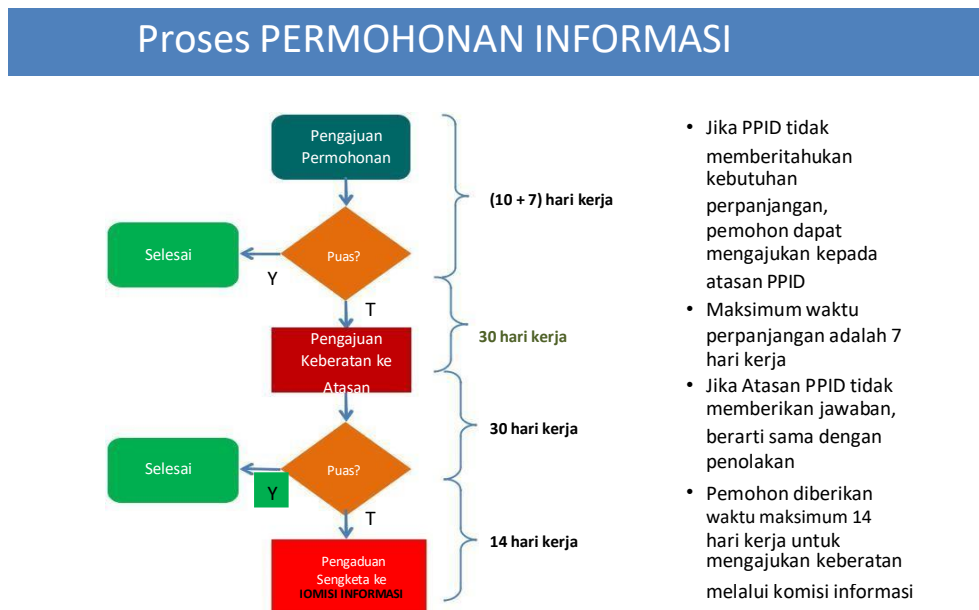 Proses PERMOHONAN INFORMASI
Pengajuan
Permohonan
(10 + 7) hari kerja
Selesai
Puas?
Y
T
30 hari kerja
Pengajuan
Keberatan ke
Atasan
30 hari kerja
Selesai
Puas?
Y
T
14 hari kerja
Pengaduan
Sengketa ke
IOMISI INFORMASI
• Jika PPID tidak
memberitahukan
kebutuhan
perpanjangan,
pemohon dapat
mengajukan kepada
atasan PPID
• Maksimum waktu
perpanjangan adalah 7
hari kerja
• Jika Atasan PPID tidak
memberikan jawaban,
berarti sama dengan
penolakan
• Pemohon diberikan
waktu maksimum 14
hari kerja untuk
mengajukan keberatan
melalui komisi informasi